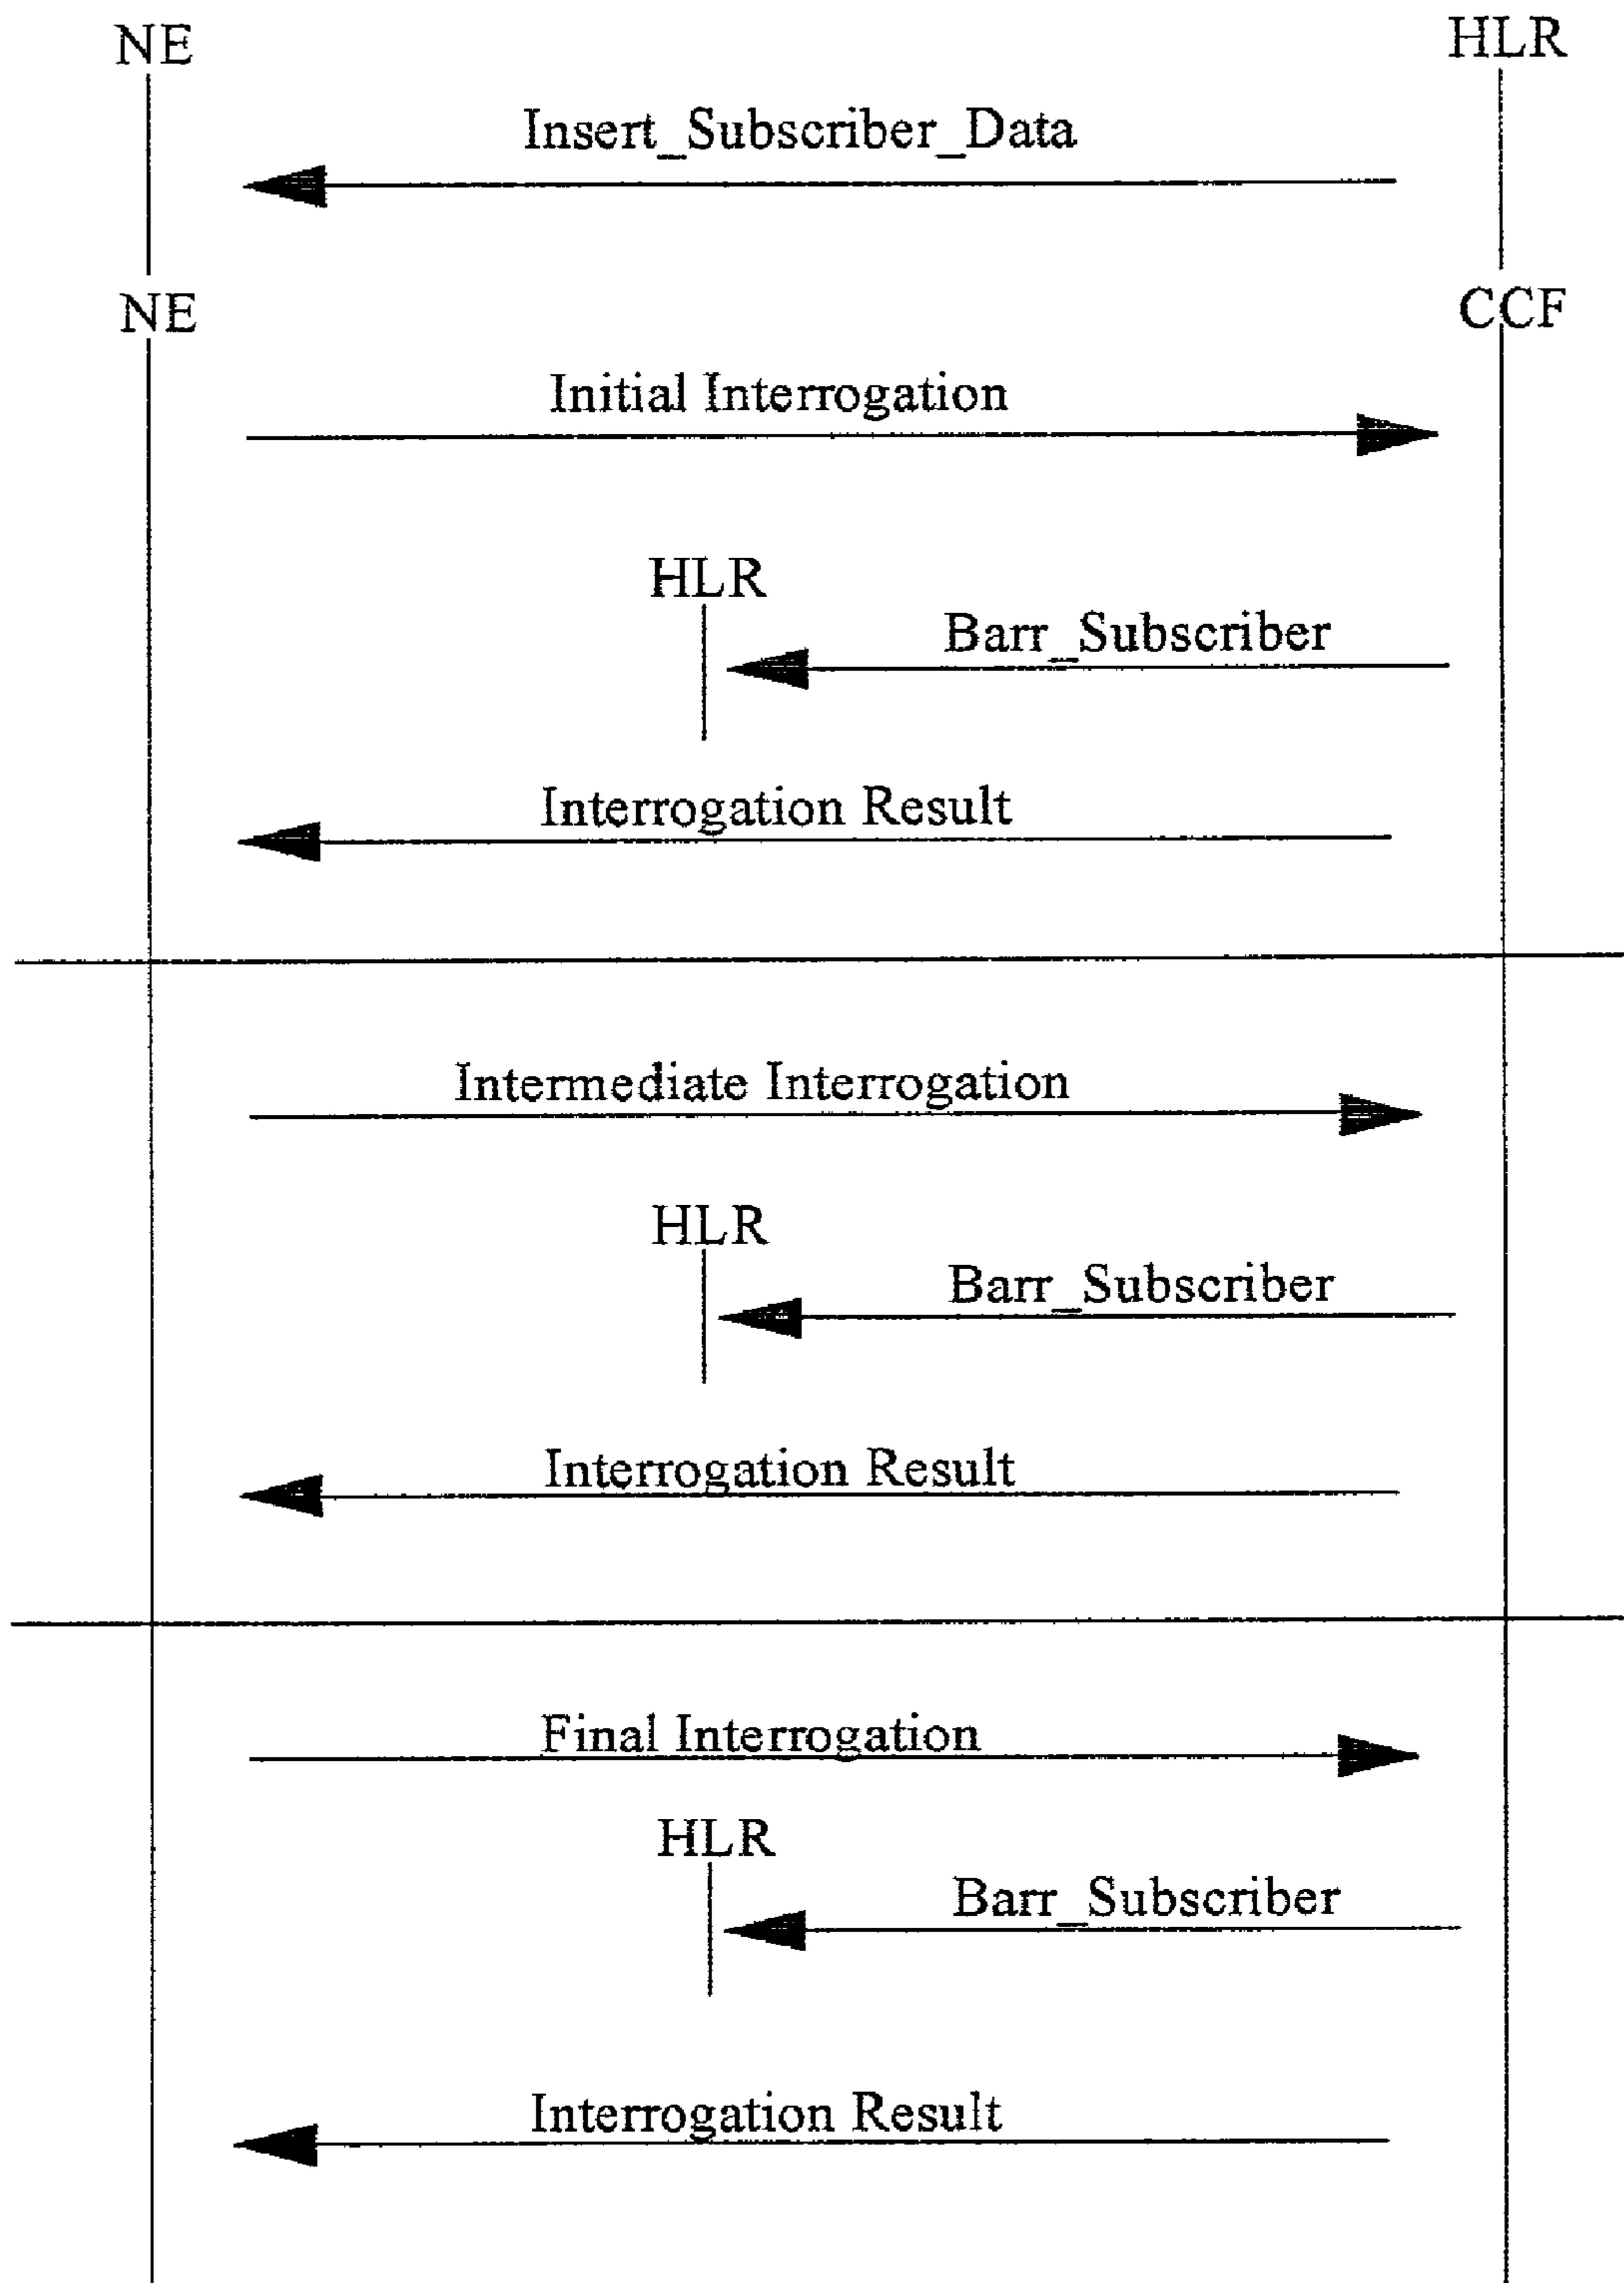 NE HLR
Insert_Subscriber_Data
NE CCF
Initial Interrogation
HLR
Barr_Subscriber
Interrogation Result
Intermediate Interrogation
HLR
Barr_Subscriber
Interrogation Result
Final Interrogation
HLR
Barr_Subscriber
Interrogation Result